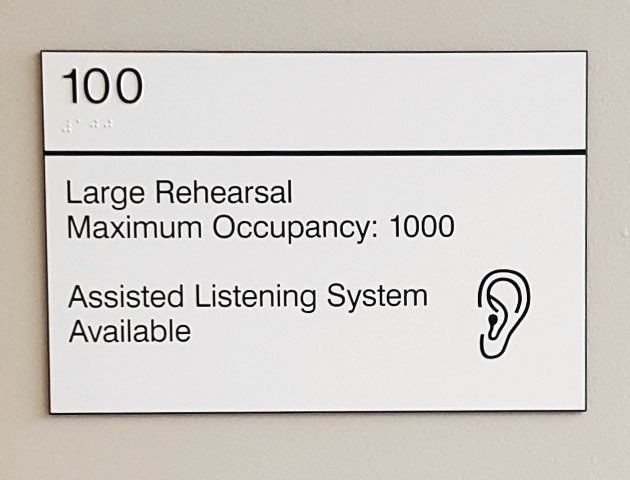 100
Large Rehearsal
Maximum Occupancy: 1000
Assisted Listening System
Available